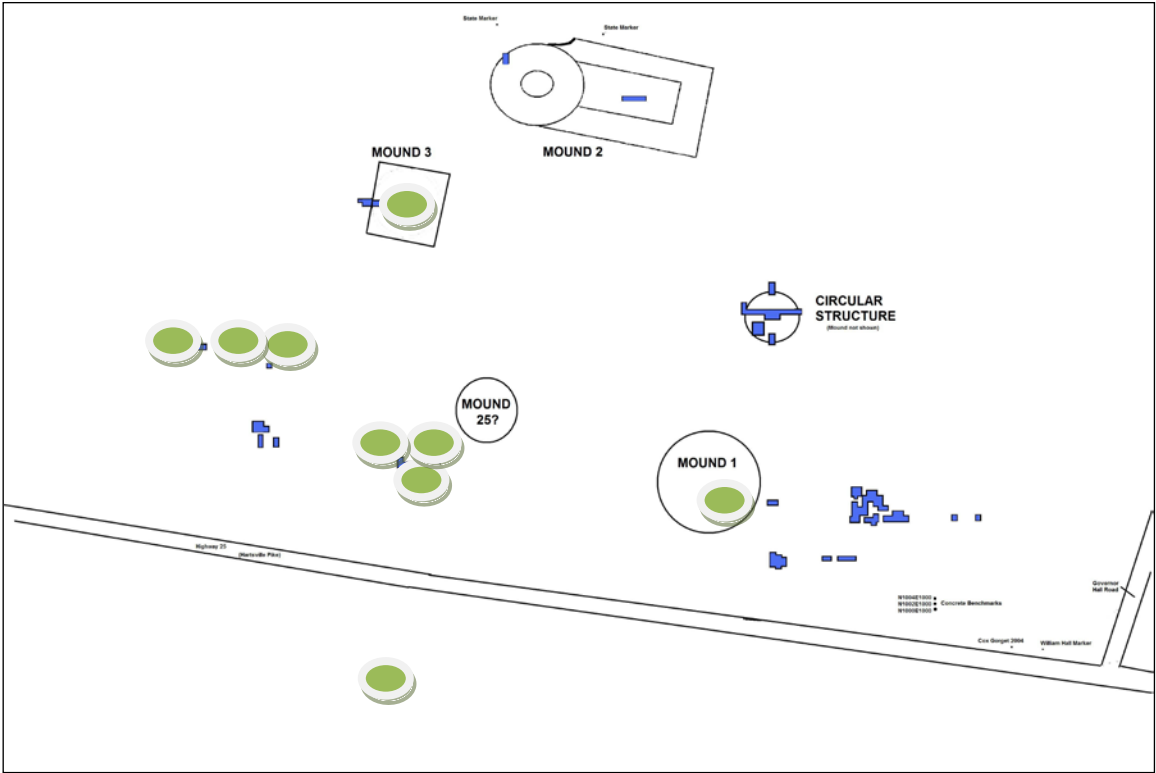 State Marker
State Marker
MOUND 3
MOUND 2
CIRCULAR
STRUCTURE
(Mound not shown)
MOUND
25?
MOUND 1
Highway 25
(Hartsville Pike)
Governor
Hall Road
N1004E1000
N1002E1000
N1000E1000
Concrete Benchmarks
Cox Gorget 2004
William Hall Marker